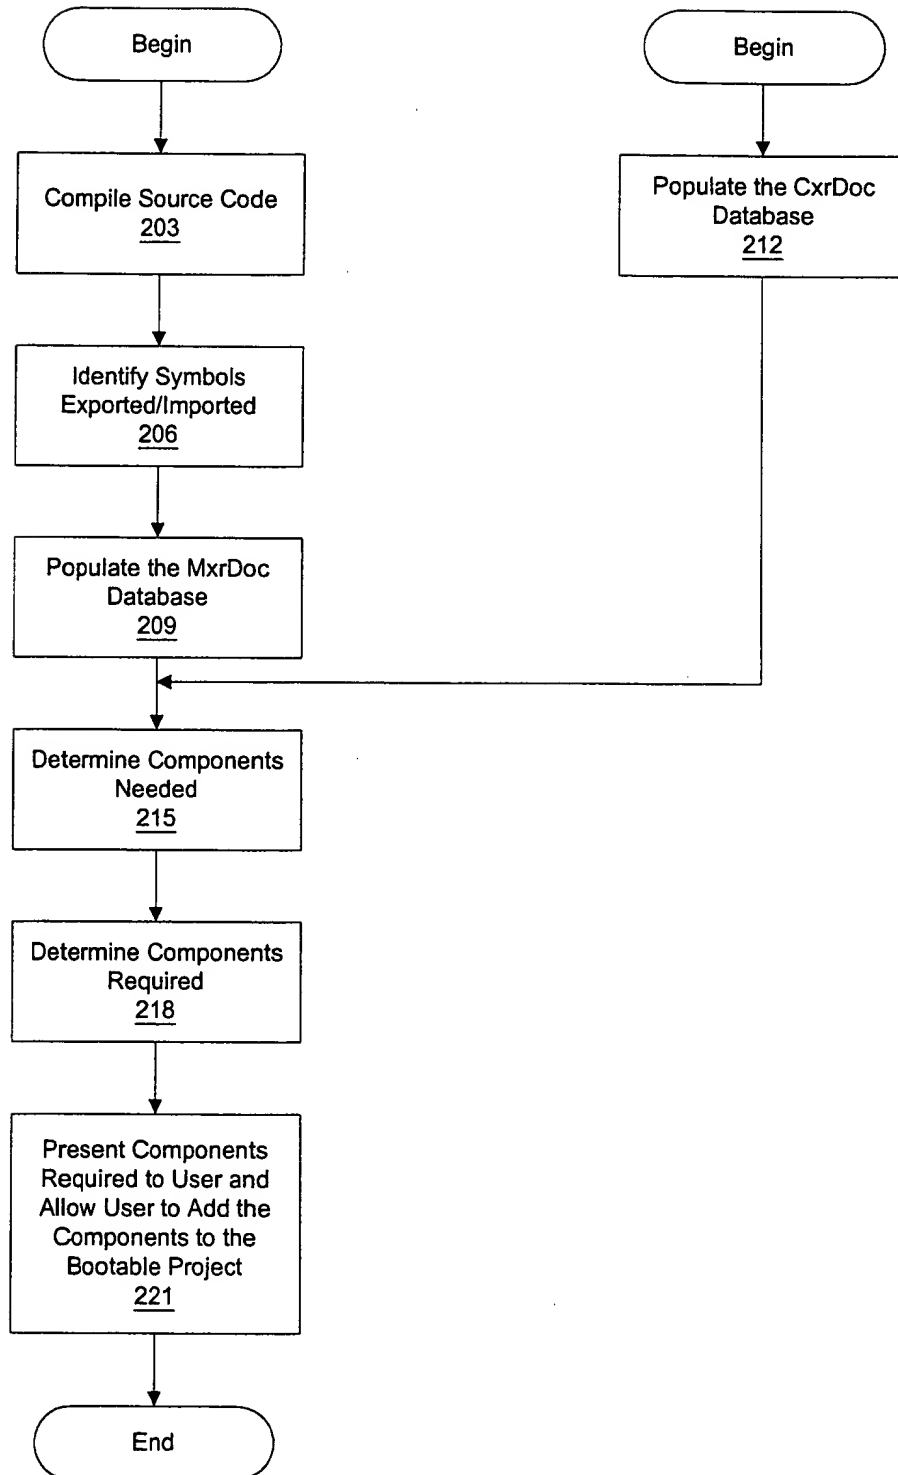 Begin
Compile Source Code
203
Identify Symbols
Exported/Imported
206
Populate the MxrDoc
Database
209
Begin
Populate the CxrDoc
Database
212
Determine Components
Needed
215
Determine Components
Required
218
Present Components
Required to User and
Allow User to Add the
Components to the
Bootable Project
221
End